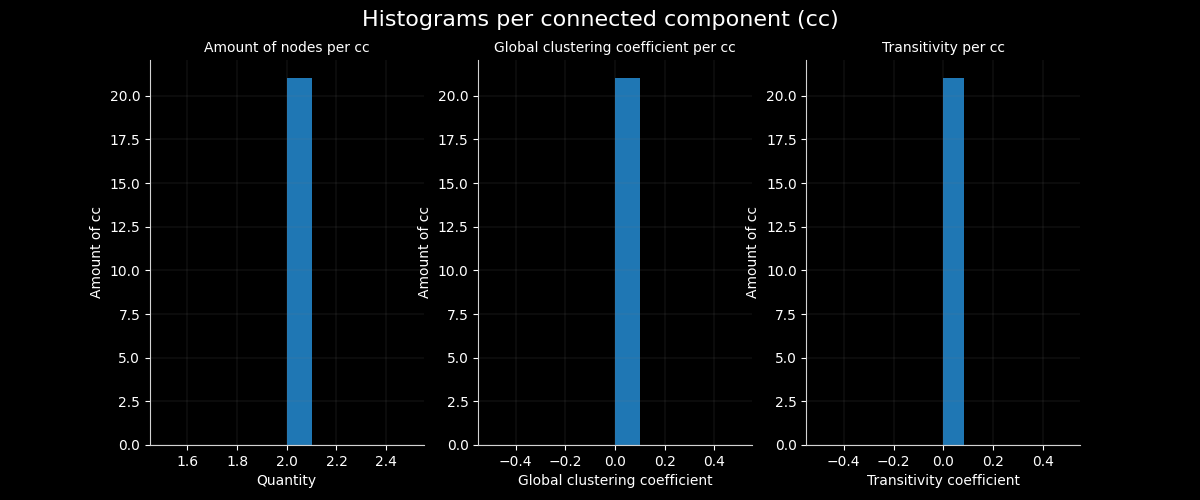 Histograms per connected component (cc)
Amount of nodes per cc
Global clustering coefficient per cc
Transitivity per cc
20.0
17.5
15.0
12.5
10.0
7.5
5.0
2.5
0.0
Amount of cc
1.6 1.8 2.0 2.2 2.4
Quantity
20.0
17.5
15.0
12.5
10.0
7.5
5.0
2.5
0.0
Amount of cc
−0.4 −0.2 0.0 0.2 0.4
Global clustering coefficient
20.0
17.5
15.0
12.5
10.0
7.5
5.0
2.5
0.0
Amount of cc
−0.4 −0.2 0.0 0.2 0.4
Transitivity coefficient